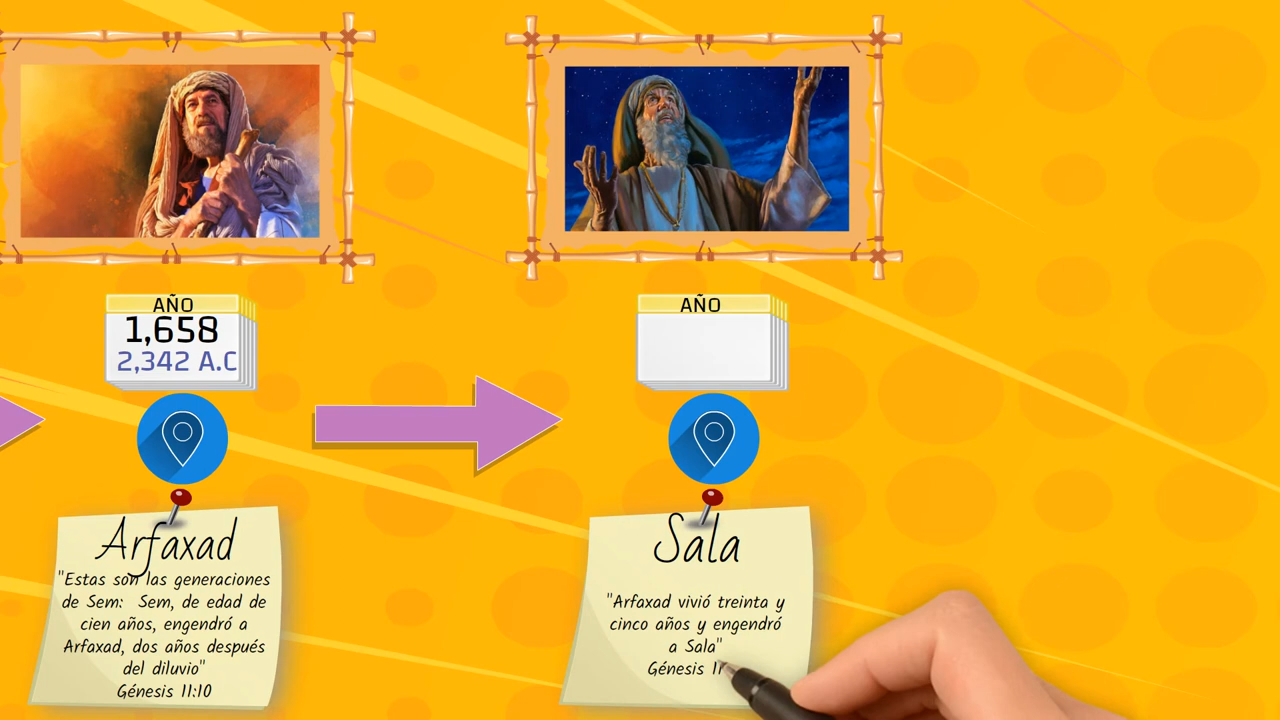 AÑO
1,658
2,342 A.C
Arfaxad
"Estas son las generaciones
de Sem: Sem, de edad de
cien años, engendró a
Arfaxad, dos años después
del diluvio"
Génesis 11:10
AÑO
Sala
"Arfaxad vivió treinta y
cinco años y engendró
a Sala"
Génesis 11